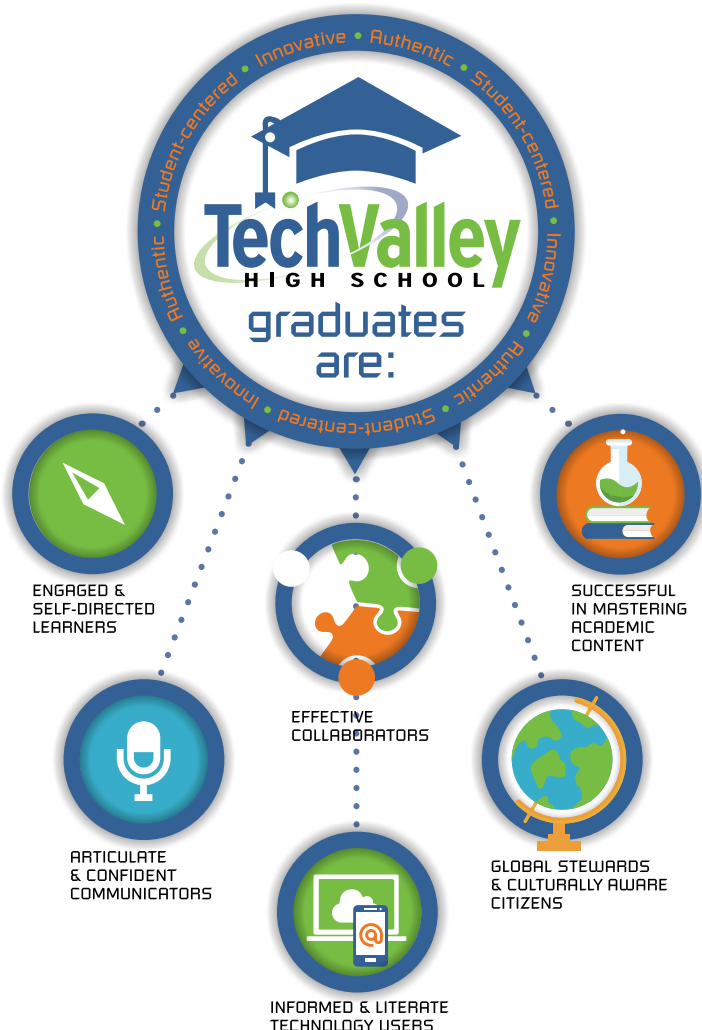 Innovative • Authentic • Student-centered • Innovative • Authentic • Student-centered • Innovative • Authentic • Student-centered •
TechValley
HIGH SCHOOL
graduates
are:
ENGAGED &
SELF-DIRECTED
LEARNERS
SUCCESSFUL
IN MASTERING
ACADEMIC
CONTENT
EFFECTIVE
COLLABORATORS
ARTICULATE
& CONFIDENT
COMMUNICATORS
GLOBAL STEWARDS
& CULTURALLY AWARE
CITIZENS
@
INFORMED & LITERATE
TECHNOLOGY USERS